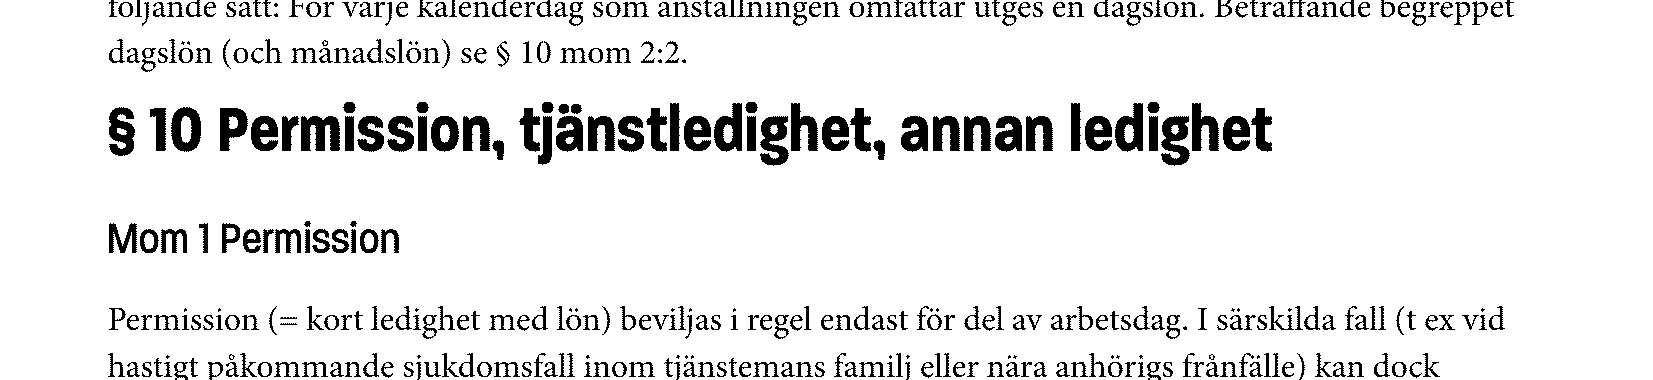 följande sätt: För varje kalenderdag som anställningen omfattar utges en dagslön. Beträffande begreppet
dagslön (och månadslön) se § 10 mom 2:2.
§ 10 Permission, tjänstledighet, annan ledighet
Mom 1 Permission
Permission (= kort ledighet med lön) beviljas i regel endast för del av arbetsdag. I särskilda fall (t ex vid
hastigt påkommande sjukdomsfall inom tjänstemans familj eller nära anhörigs frånfälle) kan dock